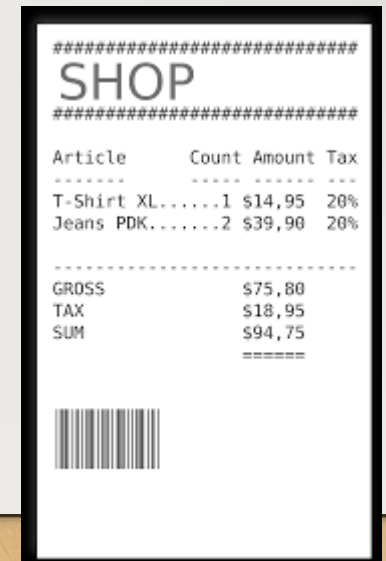 #############################
SHOP
#############################
Article Count Amount Tax
------- ----- ------ ---
T-Shirt XL......1 $14,95 20%
Jeans PDK.......2 $39,90 20%
-----------------------------
GROSS $75,80
TAX $18,95
SUM $94,75
======